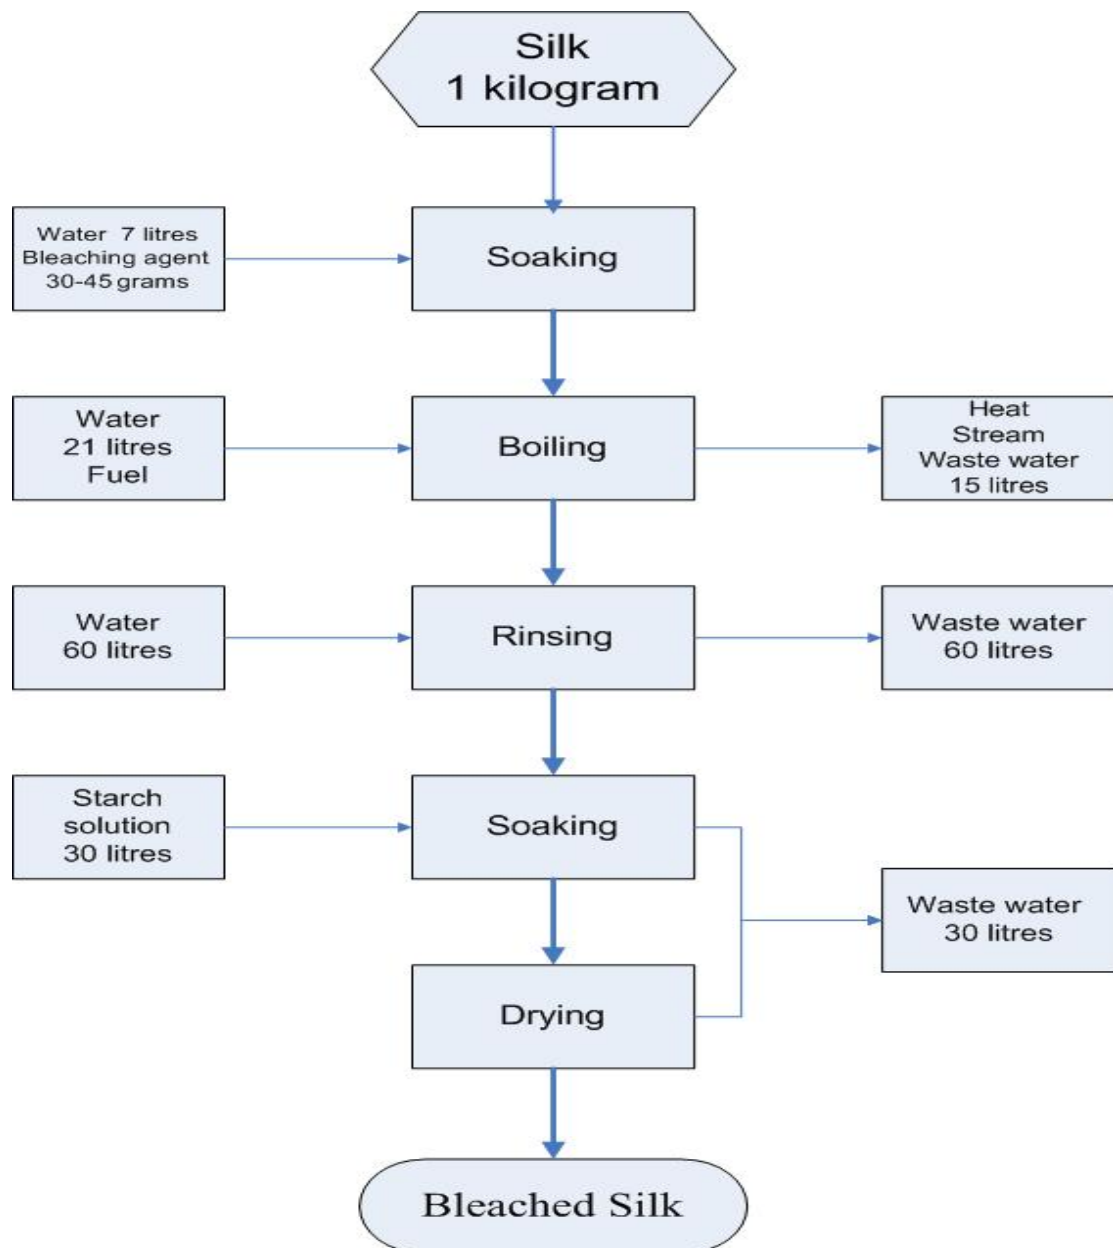 Silk
1 kilogram
Water 7 litres
Bleaching agent
30-45 grams
Soaking
Water
21 litres
Fuel
Boiling
Heat
Stream
Waste water
15 litres
Water
60 litres
Rinsing
Waste water
60 litres
Starch
solution
30 litres
Soaking
Waste water
30 litres
Drying
Bleached Silk